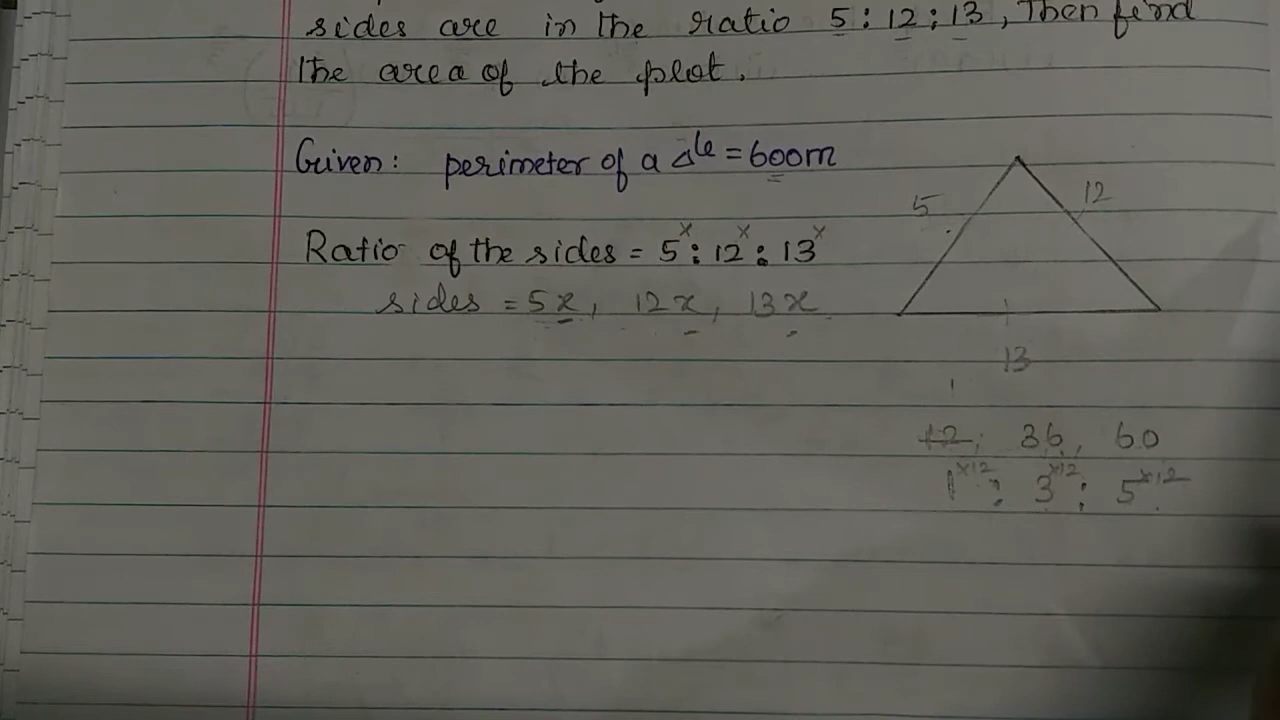 sides are in the ratio 5 : 12 : 13, Then find
the area of the plot.
Given: perimeter of a Δle = 600m
5
12
Ratio of the sides = 5x : 12x : 13x
sides = 5x, 12x, 13x
13
12, 36, 60
1x12 : 3x12 : 5x12